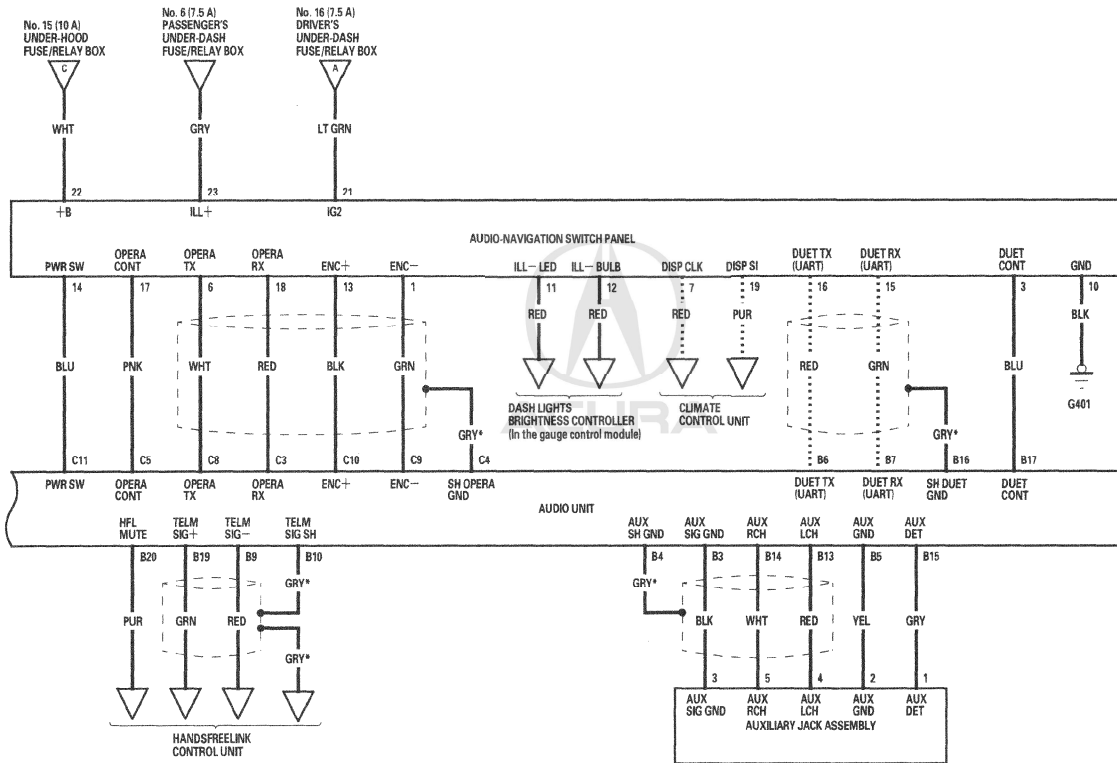 No. 15 (10 A)
UNDER-HOOD
FUSE/RELAY BOX
No. 6 (7.5 A)
PASSENGER'S
UNDER-DASH
FUSE/RELAY BOX
No. 16 (7.5 A)
DRIVER'S
UNDER-DASH
FUSE/RELAY BOX
C
A
WHT
GRY
LT GRN
22
23
21
+B
ILL+
IG2
AUDIO-NAVIGATION SWITCH PANEL
PWR SW
OPERA
CONT
OPERA
TX
OPERA
RX
ENC+
ENC−
ILL− LED
ILL− BULB
DISP CLK
DISP SI
DUET TX
(UART)
DUET RX
(UART)
DUET
CONT
GND
14
17
6
18
13
1
11
12
7
19
16
15
3
10
RED
RED
RED
PUR
BLK
BLU
PNK
WHT
RED
BLK
GRN
RED
GRN
BLU
G401
DASH LIGHTS
BRIGHTNESS CONTROLLER
(In the gauge control module)
CLIMATE
CONTROL UNIT
ACURA
GRY*
GRY*
C11
C5
C8
C3
C10
C9
C4
B6
B7
B16
B17
PWR SW
OPERA
CONT
OPERA
TX
OPERA
RX
ENC+
ENC−
SH OPERA
GND
DUET TX
(UART)
DUET RX
(UART)
SH DUET
GND
DUET
CONT
AUDIO UNIT
HFL
MUTE
TELM
SIG+
TELM
SIG−
TELM
SIG SH
AUX
SH GND
AUX
SIG GND
AUX
RCH
AUX
LCH
AUX
GND
AUX
DET
B20
B19
B9
B10
B4
B3
B14
B13
B5
B15
GRY*
GRY*
PUR
GRN
RED
BLK
WHT
RED
YEL
GRY
GRY*
3
5
4
2
1
AUX
SIG GND
AUX
RCH
AUX
LCH
AUX
GND
AUX
DET
AUXILIARY JACK ASSEMBLY
HANDSFREELINK
CONTROL UNIT